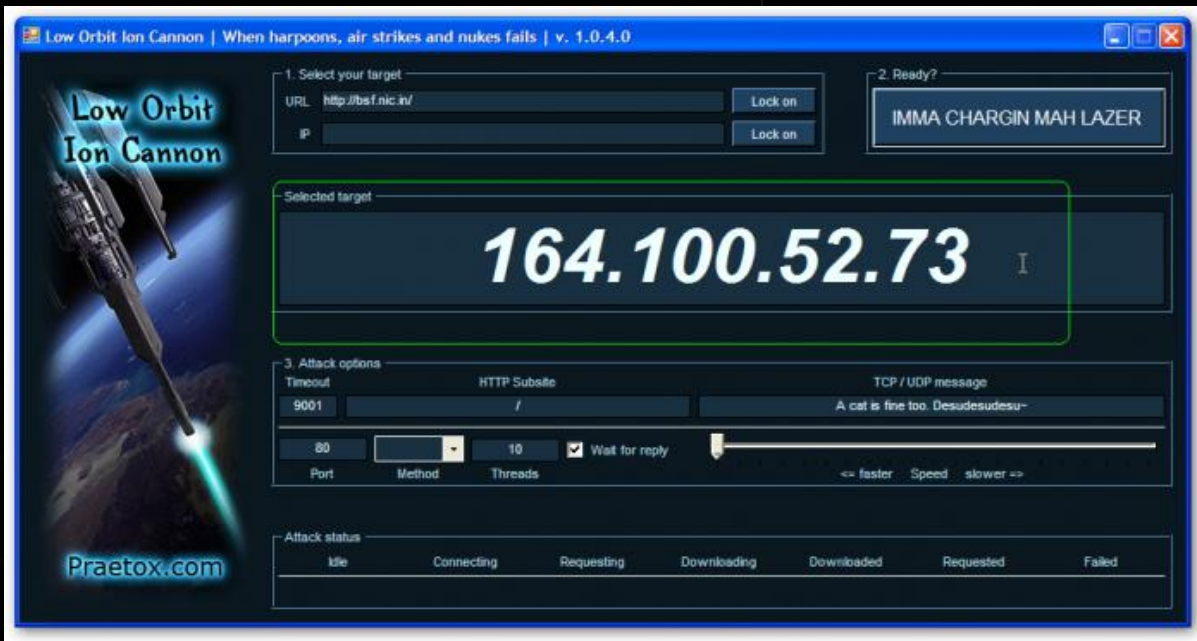 Low Orbit Ion Cannon | When harpoons, air strikes and nukes fails | v. 1.0.4.0
Low Orbit
Ion Cannon
1. Select your target
URL http://bsf.nic.in/ Lock on
IP Lock on
2. Ready?
IMMA CHARGIN MAH LAZER
Selected target
164.100.52.73
3. Attack options
Timeout HTTP Subsite TCP / UDP message
9001 / A cat is fine too. Desudesudesu~
80 10 Wait for reply
Port Method Threads <= faster Speed slower =>
Attack status
Idle Connecting Requesting Downloading Downloaded Requested Failed
Praetox.com